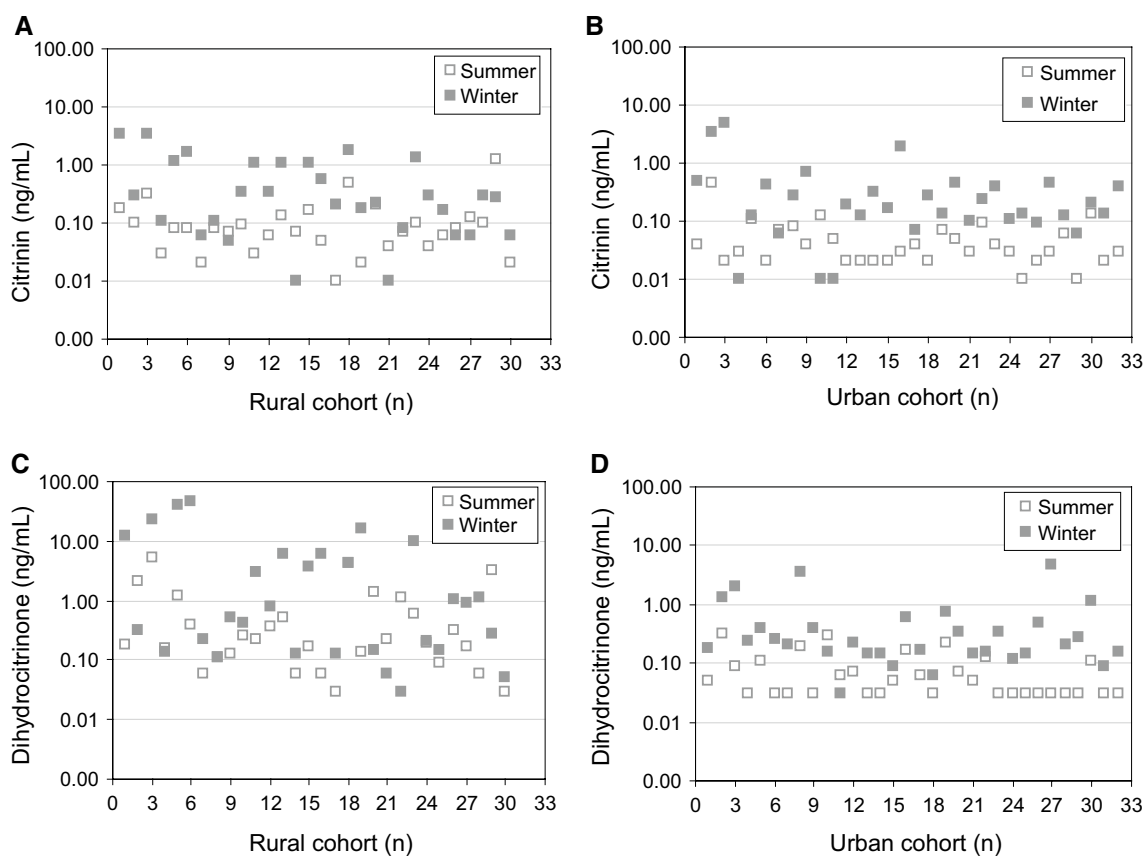 A
Citrinin (ng/mL)
100.00
10.00
1.00
0.10
0.01
0.00
Summer
Winter
0 3 6 9 12 15 18 21 24 27 30 33
Rural cohort (n)
B
Citrinin (ng/mL)
100.00
10.00
1.00
0.10
0.01
0.00
Summer
Winter
0 3 6 9 12 15 18 21 24 27 30 33
Urban cohort (n)
C
Dihydrocitrinone (ng/mL)
100.00
10.00
1.00
0.10
0.01
0.00
Summer
Winter
0 3 6 9 12 15 18 21 24 27 30 33
Rural cohort (n)
D
Dihydrocitrinone (ng/mL)
100.00
10.00
1.00
0.10
0.01
0.00
Summer
Winter
0 3 6 9 12 15 18 21 24 27 30 33
Urban cohort (n)